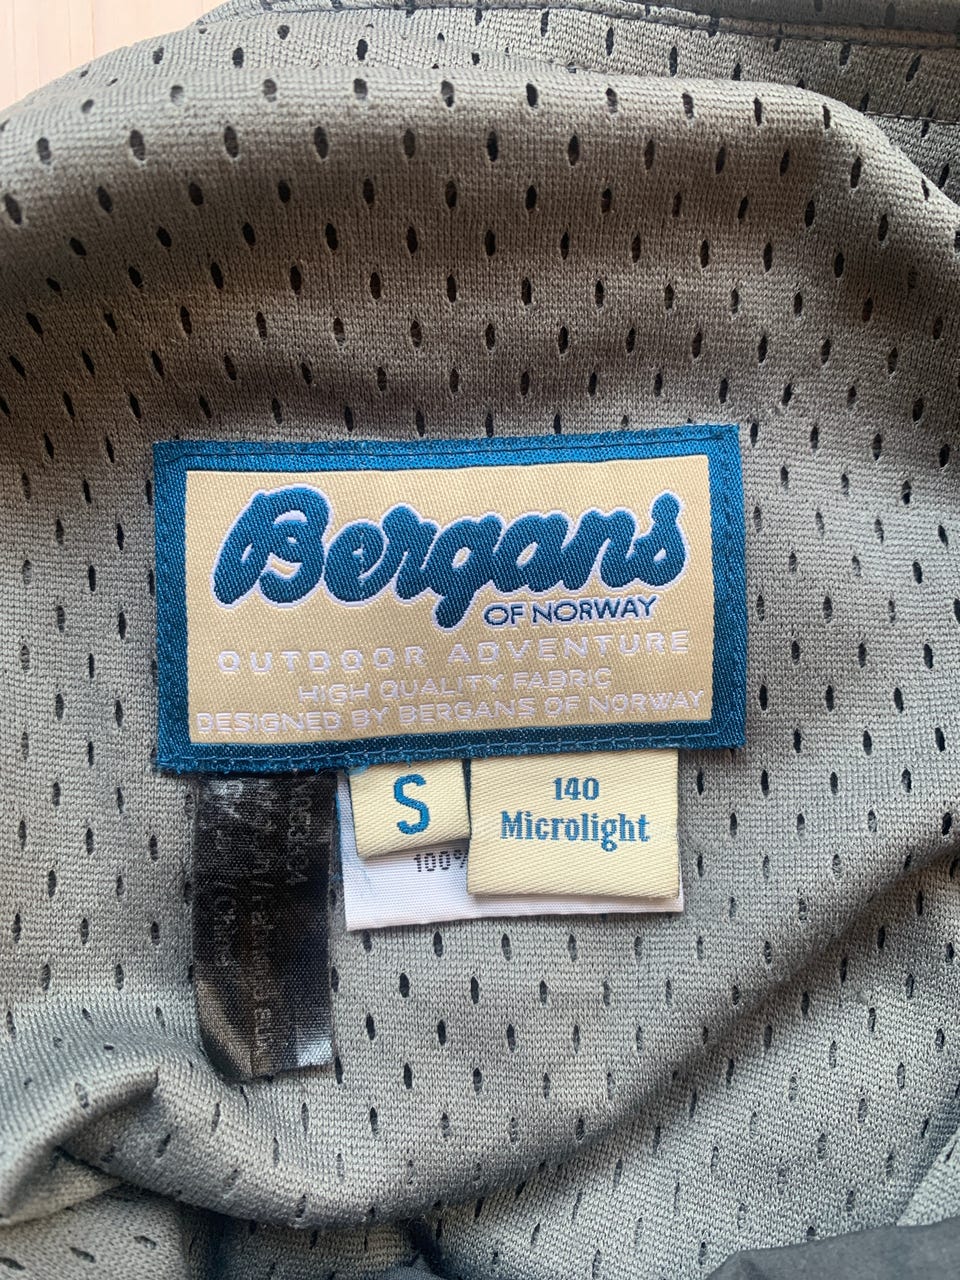 Bergans
OF NORWAY
OUTDOOR ADVENTURE
HIGH QUALITY FABRIC
DESIGNED BY BERGANS OF NORWAY
S
140
Microlight
100%